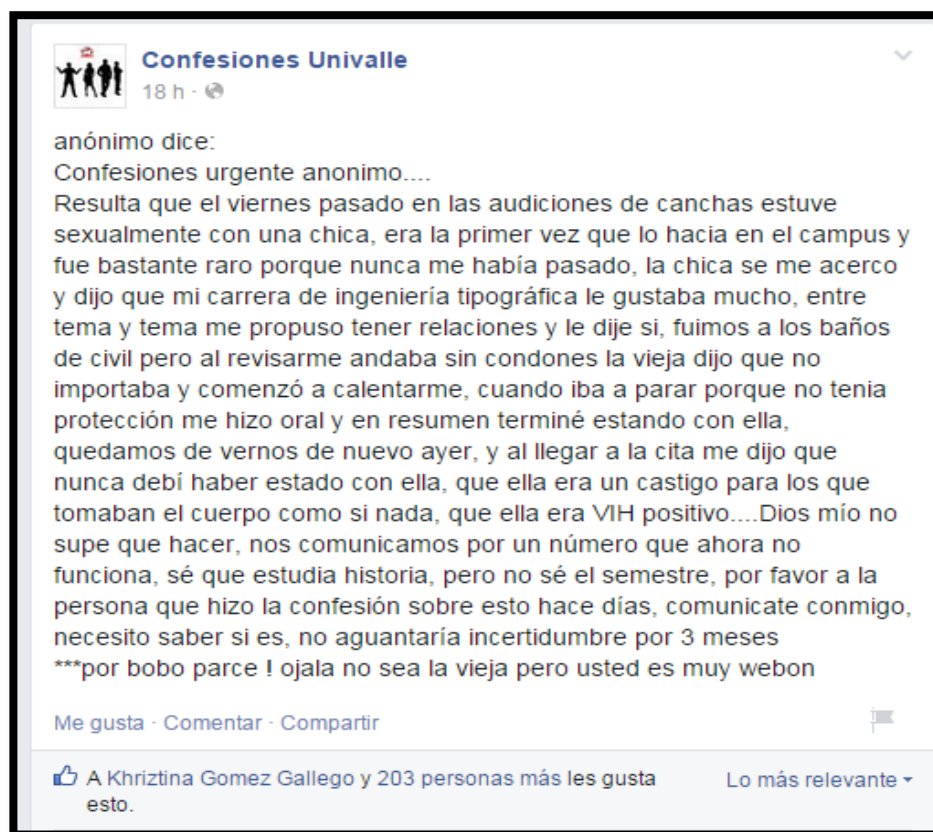 Confesiones Univalle
18 h ·
anónimo dice:
Confesiones urgente anonimo....
Resulta que el viernes pasado en las audiciones de canchas estuve
sexualmente con una chica, era la primer vez que lo hacia en el campus y
fue bastante raro porque nunca me había pasado, la chica se me acerco
y dijo que mi carrera de ingeniería tipográfica le gustaba mucho, entre
tema y tema me propuso tener relaciones y le dije si, fuimos a los baños
de civil pero al revisarme andaba sin condones la vieja dijo que no
importaba y comenzó a calentarme, cuando iba a parar porque no tenia
protección me hizo oral y en resumen terminé estando con ella,
quedamos de vernos de nuevo ayer, y al llegar a la cita me dijo que
nunca debí haber estado con ella, que ella era un castigo para los que
tomaban el cuerpo como si nada, que ella era VIH positivo....Dios mío no
supe que hacer, nos comunicamos por un número que ahora no
funciona, sé que estudia historia, pero no sé el semestre, por favor a la
persona que hizo la confesión sobre esto hace días, comunicate conmigo,
necesito saber si es, no aguantaría incertidumbre por 3 meses
***por bobo parce ! ojala no sea la vieja pero usted es muy webon
Me gusta · Comentar · Compartir
A Khriztina Gomez Gallego y 203 personas más les gusta
esto.
Lo más relevante